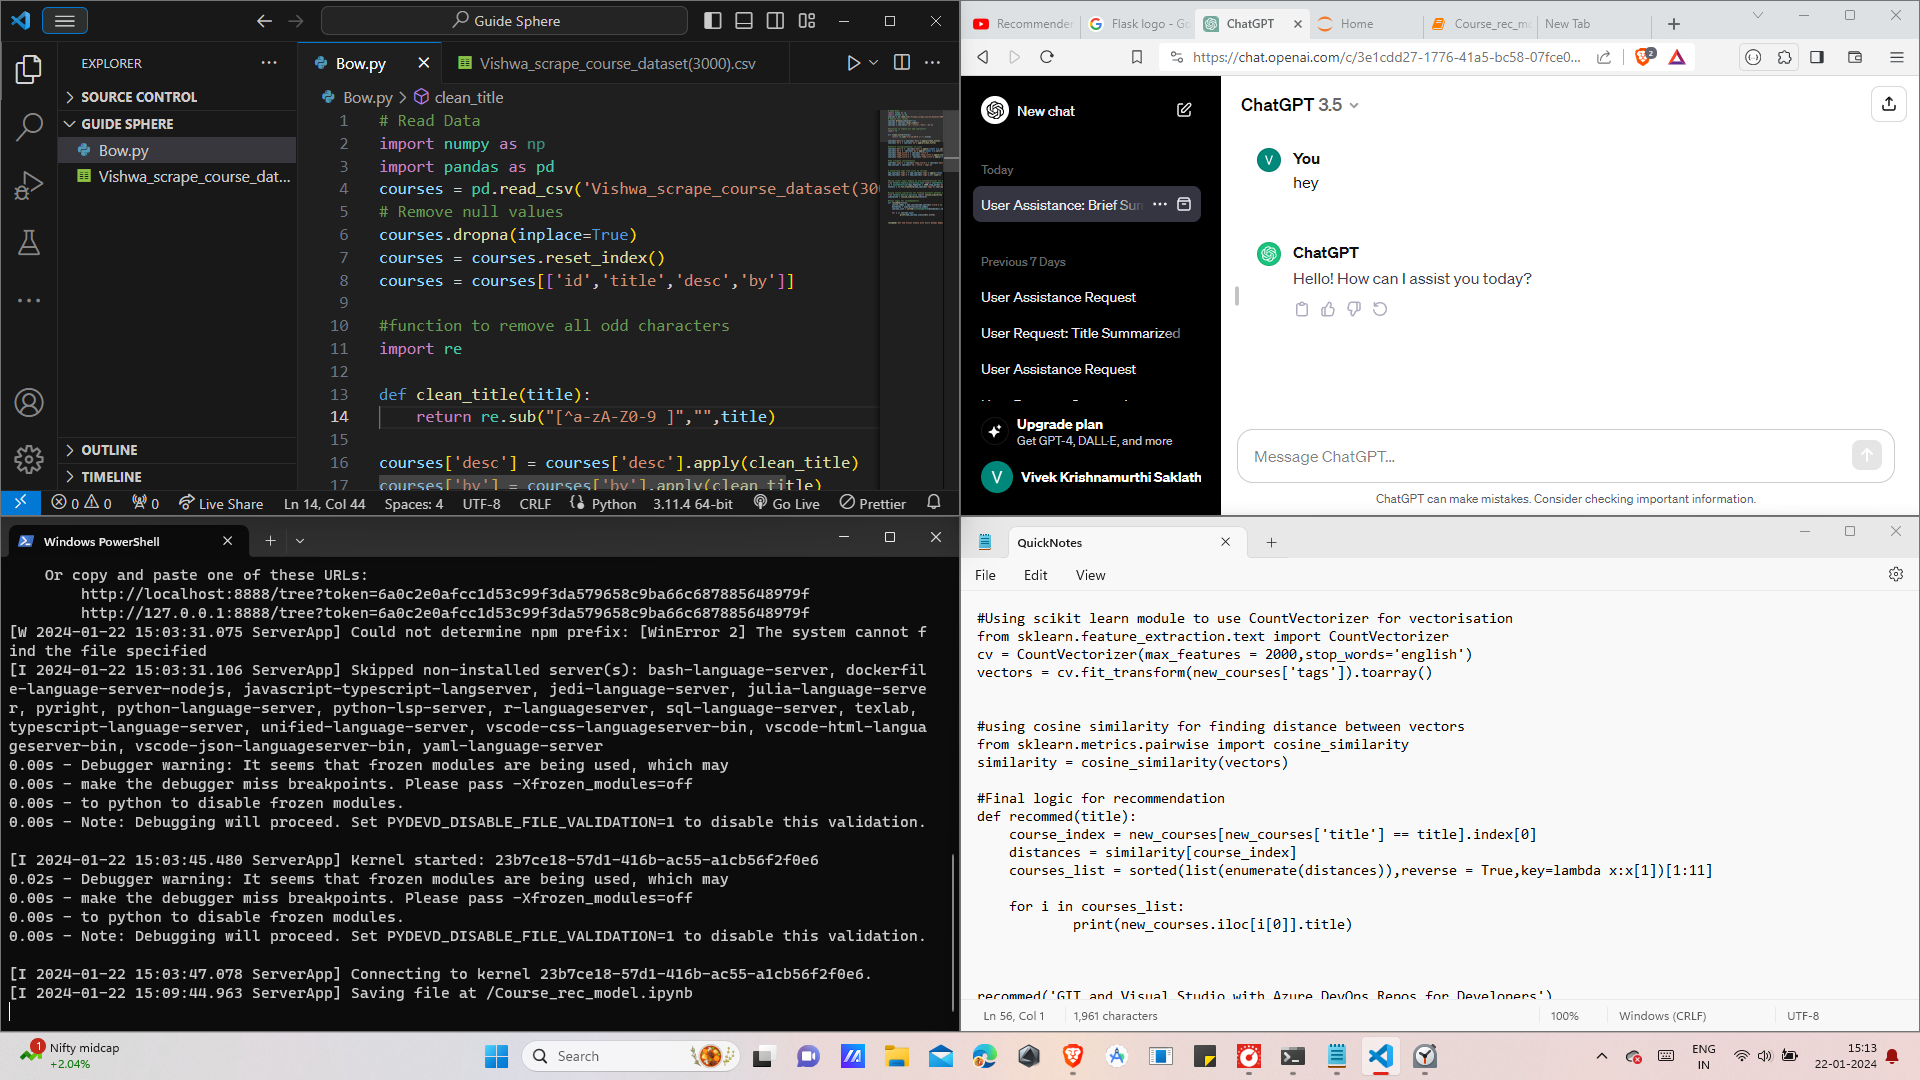 Guide Sphere
EXPLORER
SOURCE CONTROL
GUIDE SPHERE
Bow.py
Vishwa_scrape_course_dat...
OUTLINE
TIMELINE
Bow.py
Vishwa_scrape_course_dataset(3000).csv
Bow.py > clean_title
1 # Read Data
2 import numpy as np
3 import pandas as pd
4 courses = pd.read_csv('Vishwa_scrape_course_dataset(300
5 # Remove null values
6 courses.dropna(inplace=True)
7 courses = courses.reset_index()
8 courses = courses[['id','title','desc','by']]
9
10 #function to remove all odd characters
11 import re
12
13 def clean_title(title):
14 return re.sub("[^a-zA-Z0-9 ]","",title)
15
16 courses['desc'] = courses['desc'].apply(clean_title)
17 courses['by'] = courses['by'].apply(clean_title)
0 0 0 Live Share Ln 14, Col 44 Spaces: 4 UTF-8 CRLF Python 3.11.4 64-bit Go Live Prettier
Recommender
Flask logo - Go
ChatGPT
Home
Course_rec_mo
New Tab
https://chat.openai.com/c/3e1cdd27-1776-41a5-bc58-07fce0...
2
New chat
Today
User Assistance: Brief Sum
Previous 7 Days
User Assistance Request
User Request: Title Summarized
User Assistance Request
Upgrade plan
Get GPT-4, DALL·E, and more
V
Vivek Krishnamurthi Saklath
ChatGPT 3.5
V
You
hey
ChatGPT
Hello! How can I assist you today?
Message ChatGPT...
ChatGPT can make mistakes. Consider checking important information.
Windows PowerShell
Or copy and paste one of these URLs:
http://localhost:8888/tree?token=6a0c2e0afcc1d53c99f3da579658c9ba66c687885648979f
http://127.0.0.1:8888/tree?token=6a0c2e0afcc1d53c99f3da579658c9ba66c687885648979f
[W 2024-01-22 15:03:31.075 ServerApp] Could not determine npm prefix: [WinError 2] The system cannot f
ind the file specified
[I 2024-01-22 15:03:31.106 ServerApp] Skipped non-installed server(s): bash-language-server, dockerfil
e-language-server-nodejs, javascript-typescript-langserver, jedi-language-server, julia-language-serve
r, pyright, python-language-server, python-lsp-server, r-languageserver, sql-language-server, texlab,
typescript-language-server, unified-language-server, vscode-css-languageserver-bin, vscode-html-langua
geserver-bin, vscode-json-languageserver-bin, yaml-language-server
0.00s - Debugger warning: It seems that frozen modules are being used, which may
0.00s - make the debugger miss breakpoints. Please pass -Xfrozen_modules=off
0.00s - to python to disable frozen modules.
0.00s - Note: Debugging will proceed. Set PYDEVD_DISABLE_FILE_VALIDATION=1 to disable this validation.
[I 2024-01-22 15:03:45.480 ServerApp] Kernel started: 23b7ce18-57d1-416b-ac55-a1cb56f2f0e6
0.02s - Debugger warning: It seems that frozen modules are being used, which may
0.00s - make the debugger miss breakpoints. Please pass -Xfrozen_modules=off
0.00s - to python to disable frozen modules.
0.00s - Note: Debugging will proceed. Set PYDEVD_DISABLE_FILE_VALIDATION=1 to disable this validation.
[I 2024-01-22 15:03:47.078 ServerApp] Connecting to kernel 23b7ce18-57d1-416b-ac55-a1cb56f2f0e6.
[I 2024-01-22 15:09:44.963 ServerApp] Saving file at /Course_rec_model.ipynb
QuickNotes
File Edit View
#Using scikit learn module to use CountVectorizer for vectorisation
from sklearn.feature_extraction.text import CountVectorizer
cv = CountVectorizer(max_features = 2000,stop_words='english')
vectors = cv.fit_transform(new_courses['tags']).toarray()
#using cosine similarity for finding distance between vectors
from sklearn.metrics.pairwise import cosine_similarity
similarity = cosine_similarity(vectors)
#Final logic for recommendation
def recommed(title):
course_index = new_courses[new_courses['title'] == title].index[0]
distances = similarity[course_index]
courses_list = sorted(list(enumerate(distances)),reverse = True,key=lambda x:x[1])[1:11]
for i in courses_list:
print(new_courses.iloc[i[0]].title)
recommed('GIT and Visual Studio with Azure DevOps Repos for Developers')
Ln 56, Col 1 1,961 characters 100% Windows (CRLF) UTF-8
1
Nifty midcap
+2.04%
Search
ENG
IN
15:13
22-01-2024